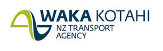 WAKA KOTAHI
NZ TRANSPORT
AGENCY